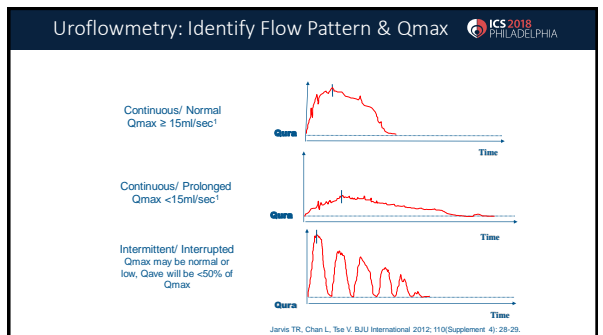 Uroflowmetry: Identify Flow Pattern & Qmax
ICS 2018
PHILADELPHIA
Continuous/ Normal
Qmax ≥ 15ml/sec¹
Qura
Time
Continuous/ Prolonged
Qmax <15ml/sec¹
Qura
Time
Intermittent/ Interrupted
Qmax may be normal or
low, Qave will be <50% of
Qmax
Qura
Time
Jarvis TR, Chan L, Tse V. BJU International 2012; 110(Supplement 4): 28-29.